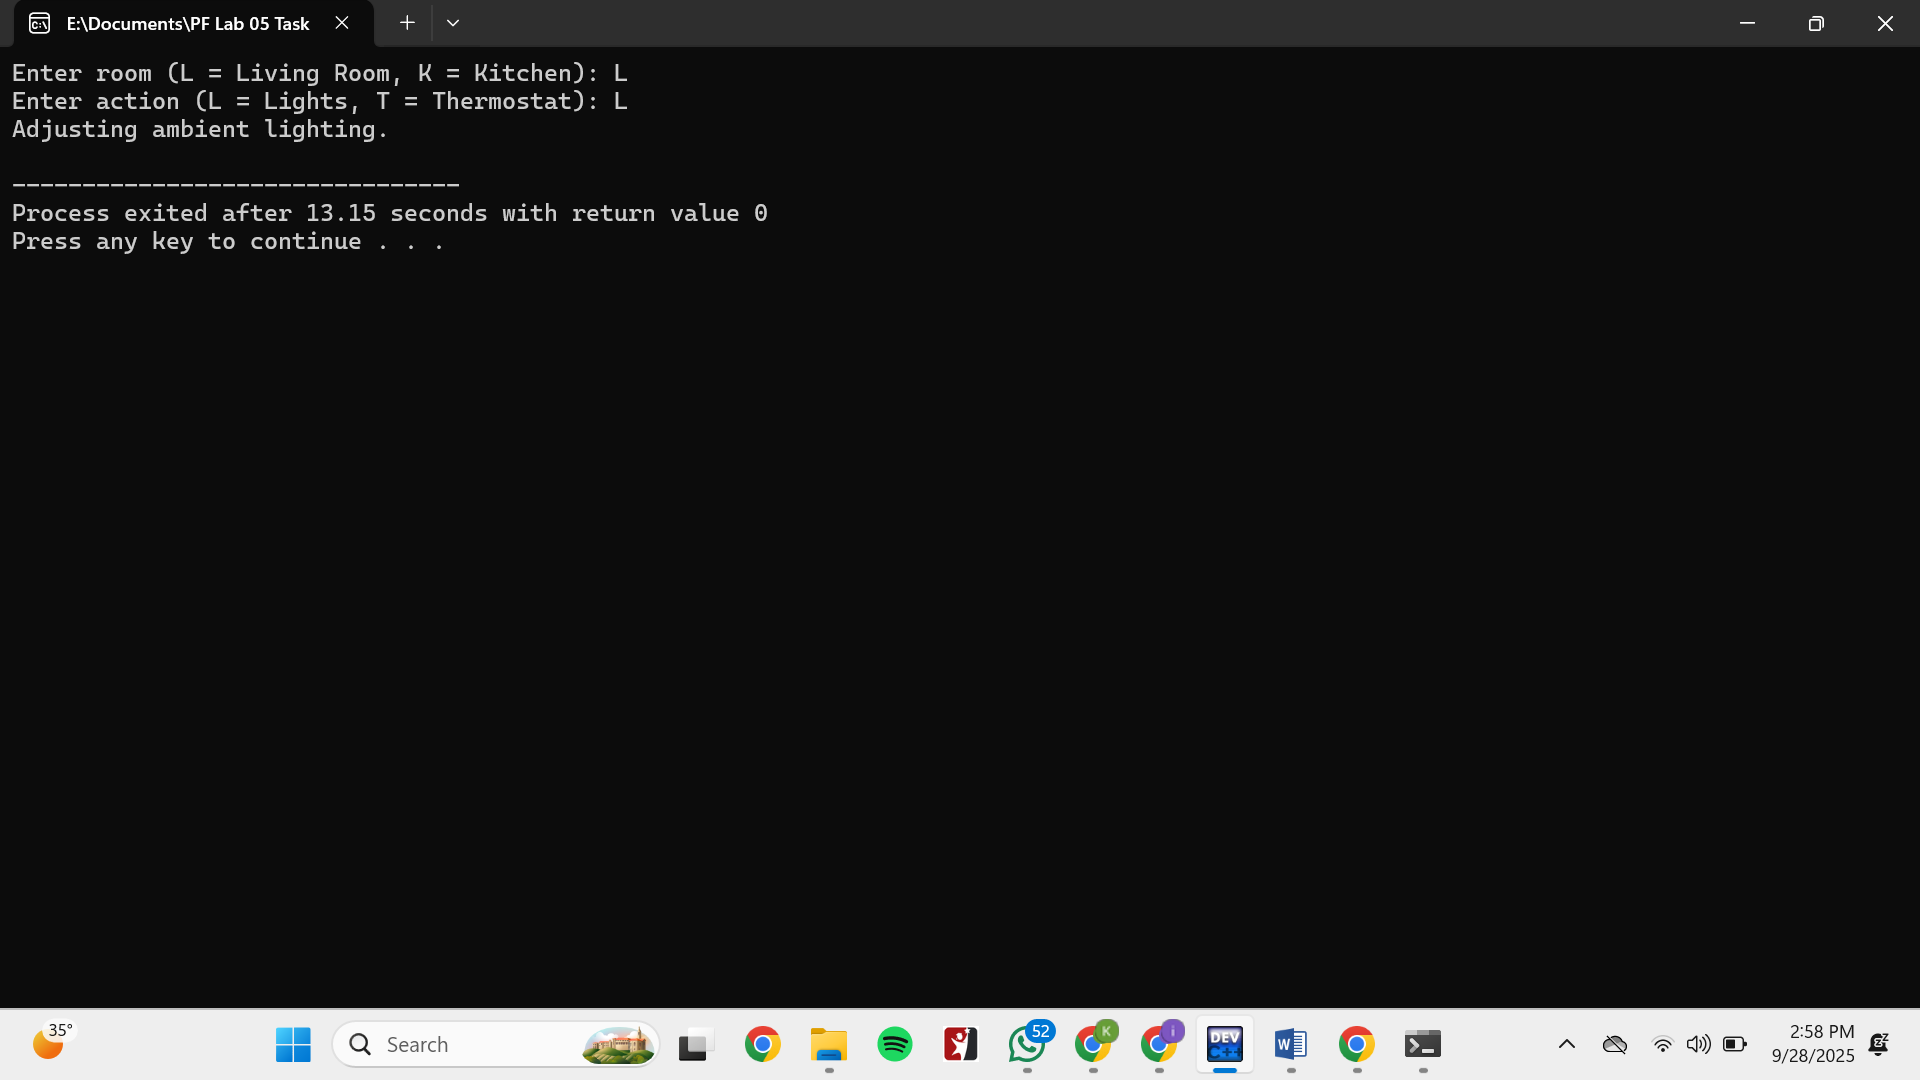 E:\Documents\PF Lab 05 Task
Enter room (L = Living Room, K = Kitchen): L
Enter action (L = Lights, T = Thermostat): L
Adjusting ambient lighting.
--------------------------------
Process exited after 13.15 seconds with return value 0
Press any key to continue . . .
35°
Search
52
K
i
DEV
C++
W
2:58 PM
9/28/2025